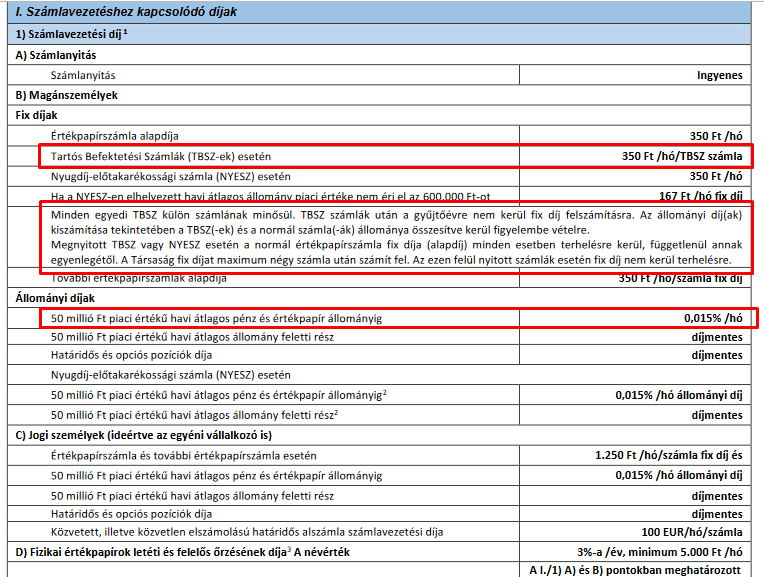 I. Számlavezetéshez kapcsolódó díjak
1) Számlavezetési díj 1
A) Számlanyitás
Számlanyitás Ingyenes
B) Magánszemélyek
Fix díjak
Értékpapírszámla alapdíja 350 Ft /hó
Tartós Befektetési Számlák (TBSZ-ek) esetén 350 Ft /hó/TBSZ számla
Nyugdíj-előtakarékossági számla (NYESZ) esetén 350 Ft /hó
Ha a NYESZ-en elhelyezett havi átlagos állomány piaci értéke nem éri el az 600.000 Ft-ot 167 Ft /hó fix díj
Minden egyedi TBSZ külön számlának minősül. TBSZ számlák után a gyűjtőévre nem kerül fix díj felszámításra. Az állományi díj(ak)
kiszámítása tekintetében a TBSZ(-ek) és a normál számla(-ák) állománya összesítve kerül figyelembe vételre.
Megnyitott TBSZ vagy NYESZ esetén a normál értékpapírszámla fix díja (alapdíj) minden esetben terhelésre kerül, függetlenül annak
egyenlegétől. A Társaság fix díjat maximum négy számla után számít fel. Az ezen felül nyitott számlák esetén fix díj nem kerül terhelésre.
További értékpapírszámlák alapdíja 350 Ft /hó/számla fix díj
Állományi díjak
50 millió Ft piaci értékű havi átlagos pénz és értékpapír állományig 0,015% /hó
50 millió Ft piaci értékű havi átlagos állomány feletti rész díjmentes
Határidős és opciós pozíciók díja díjmentes
Nyugdíj-előtakarékossági számla (NYESZ) esetén
50 millió Ft piaci értékű havi átlagos pénz és értékpapír állományig2 0,015% /hó állományi díj
50 millió Ft piaci értékű havi átlagos állomány feletti rész2 díjmentes
C) Jogi személyek (ideértve az egyéni vállalkozó is)
Értékpapírszámla és további értékpapírszámla esetén 1.250 Ft /hó/számla fix díj és
50 millió Ft piaci értékű havi átlagos pénz és értékpapír állományig 0,015% /hó állományi díj
50 millió Ft piaci értékű havi átlagos állomány feletti rész díjmentes
Határidős és opciós pozíciók díja díjmentes
Közvetett, illetve közvetlen elszámolású határidős alszámla számlavezetési díja 100 EUR/hó/számla
D) Fizikai értékpapírok letéti és felelős őrzésének díja3 A névérték 3%-a /év, minimum 5.000 Ft /hó
A I./1) A) és B) pontokban meghatározott